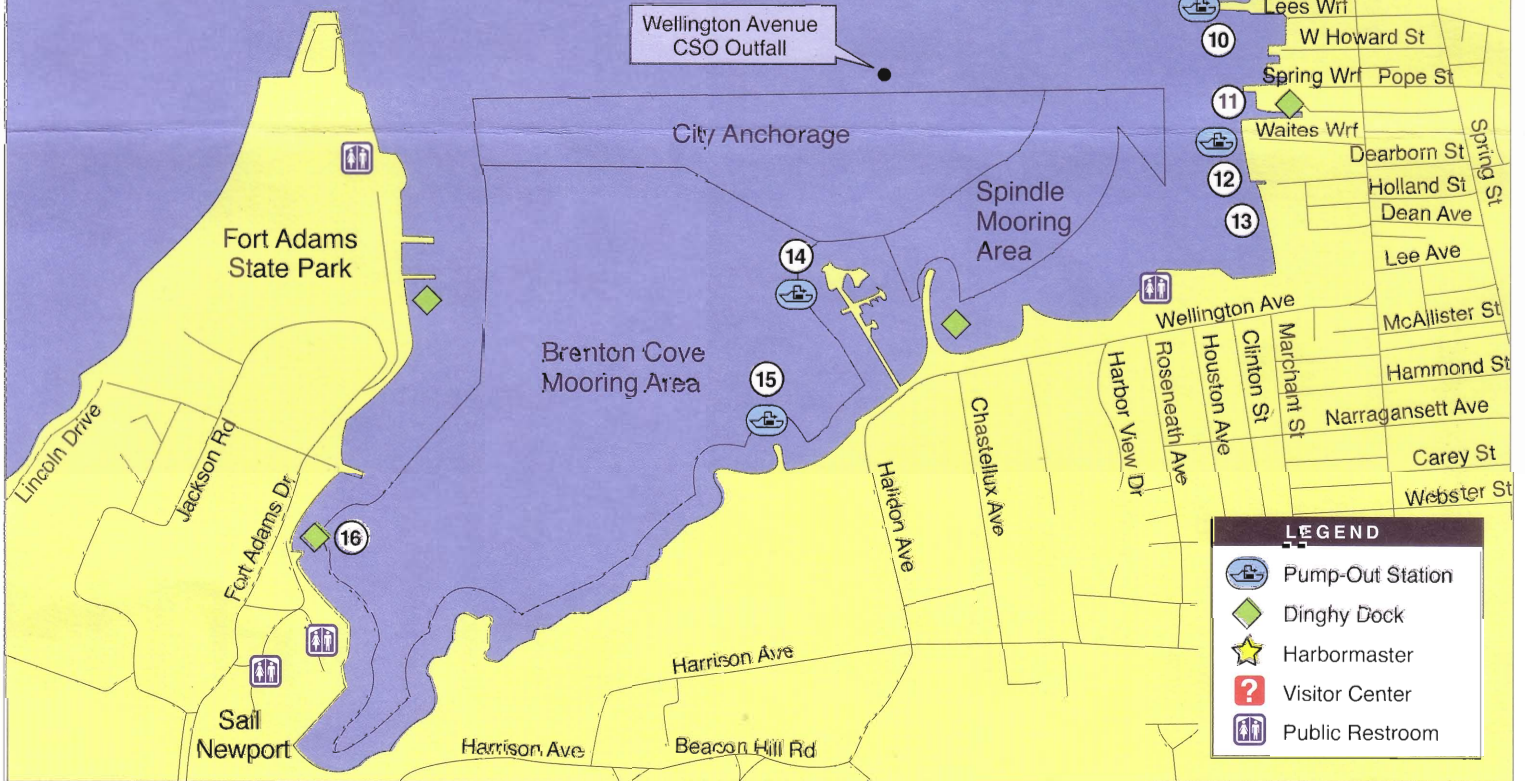 Lees Wrf
Wellington Avenue
CSO Outfall
10
W Howard St
Spring Wrf
Pope St
11
City Anchorage
Waites Wrf
Spring St
Dearborn St
12
Holland St
Spindle
Mooring
Area
13
Dean Ave
Fort Adams
State Park
14
Lee Ave
Wellington Ave
McAllister St
Brenton Cove
Mooring Area
15
Harbor View Dr
Roseneath Ave
Houston Ave
Clinton St
Marchant St
Hammond St
Chastellux Ave
Narragansett Ave
Lincoln Drive
Jackson Rd
Halidon Ave
Carey St
Webster St
Fort Adams Dr
16
LEGEND
Pump-Out Station
Dinghy Dock
Harbormaster
?
Visitor Center
Public Restroom
Harrison Ave
Sail
Newport
Harrison Ave
Beacon Hill Rd